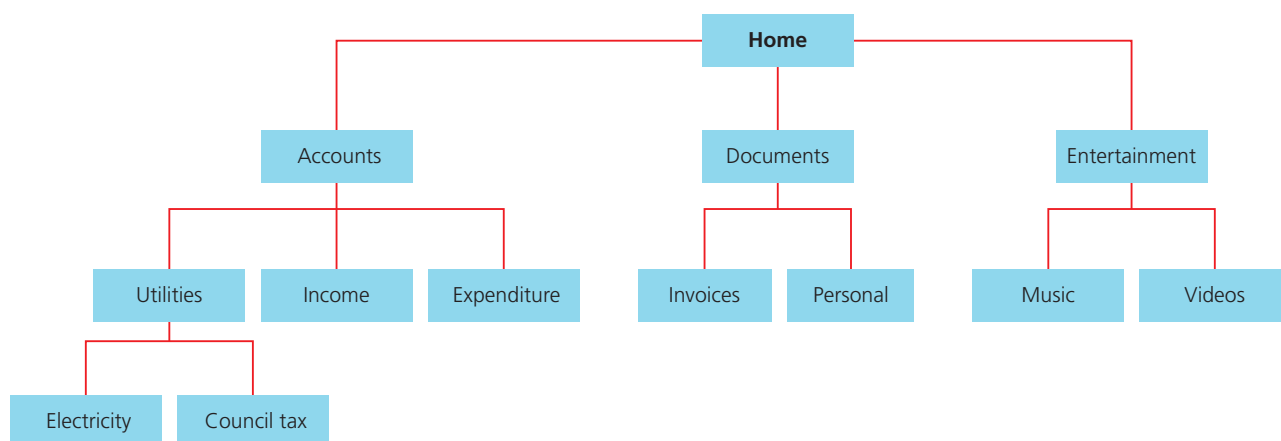 Home
Accounts
Documents
Entertainment
Utilities
Income
Expenditure
Invoices
Personal
Music
Videos
Electricity
Council tax